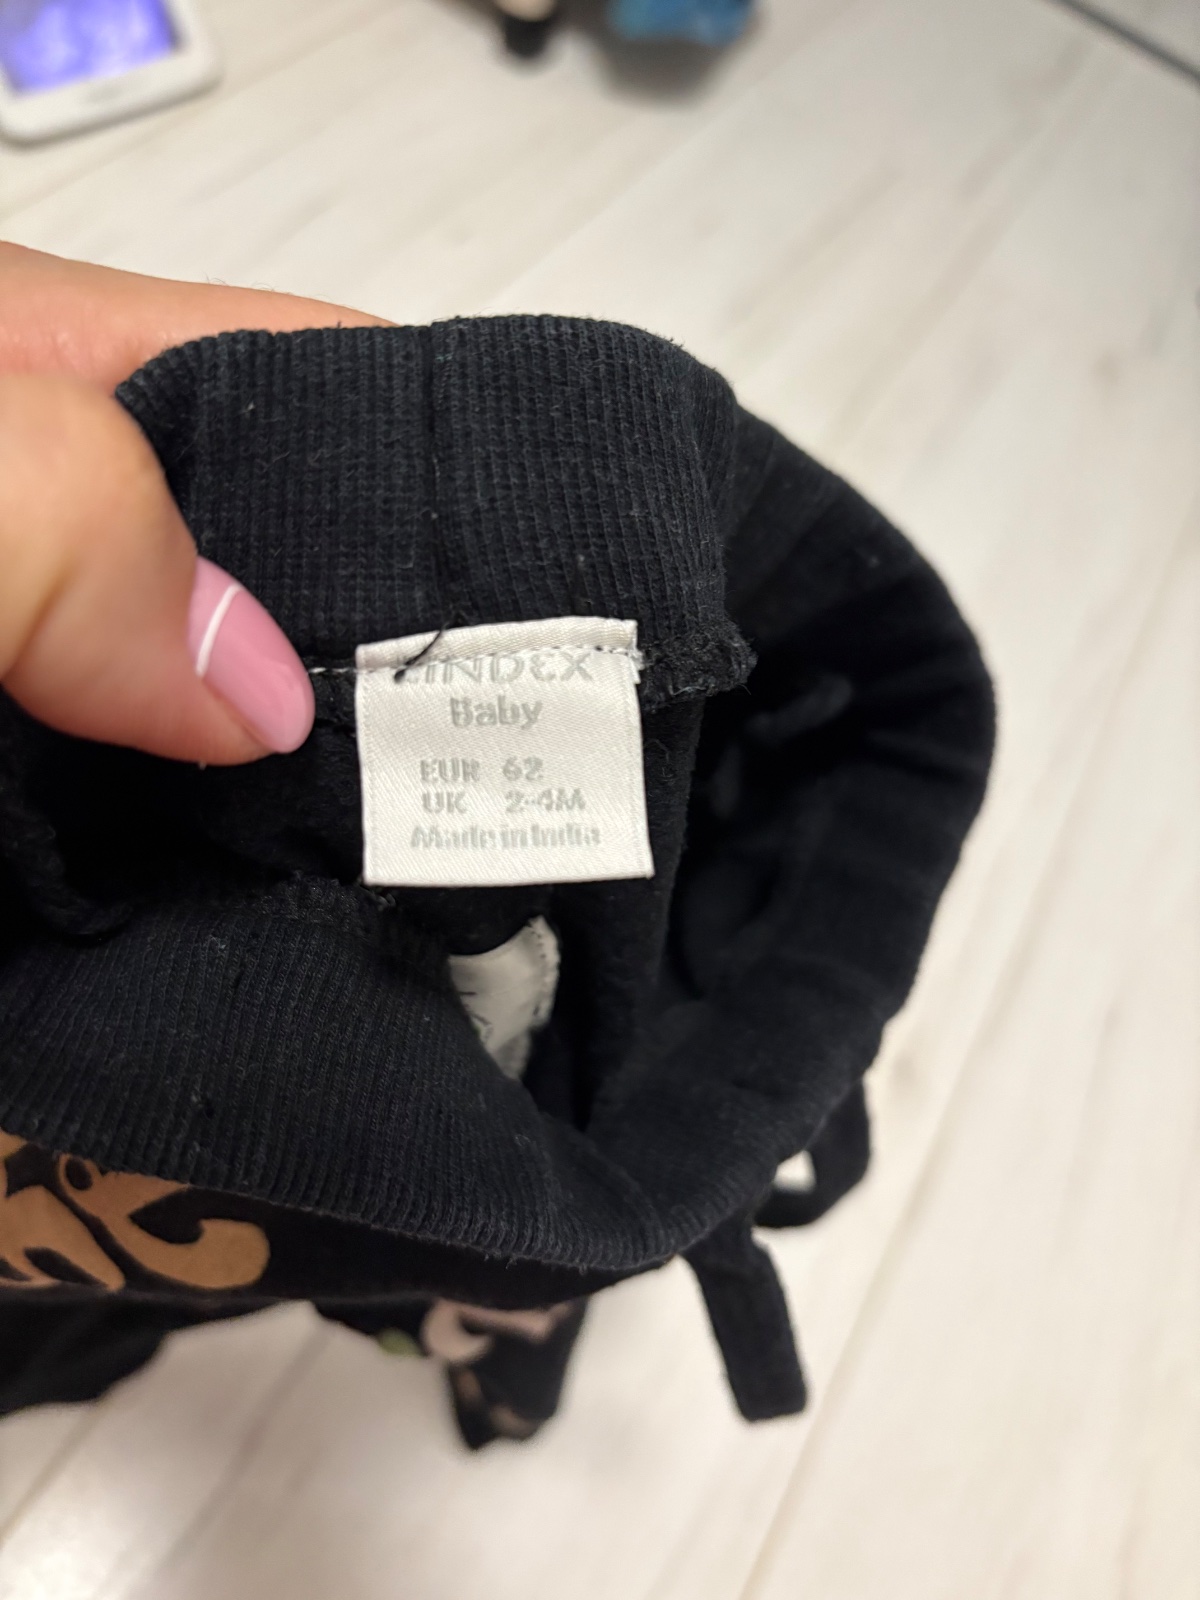 LINDEX
Baby
EUR 62
UK 2-4M
Made in India